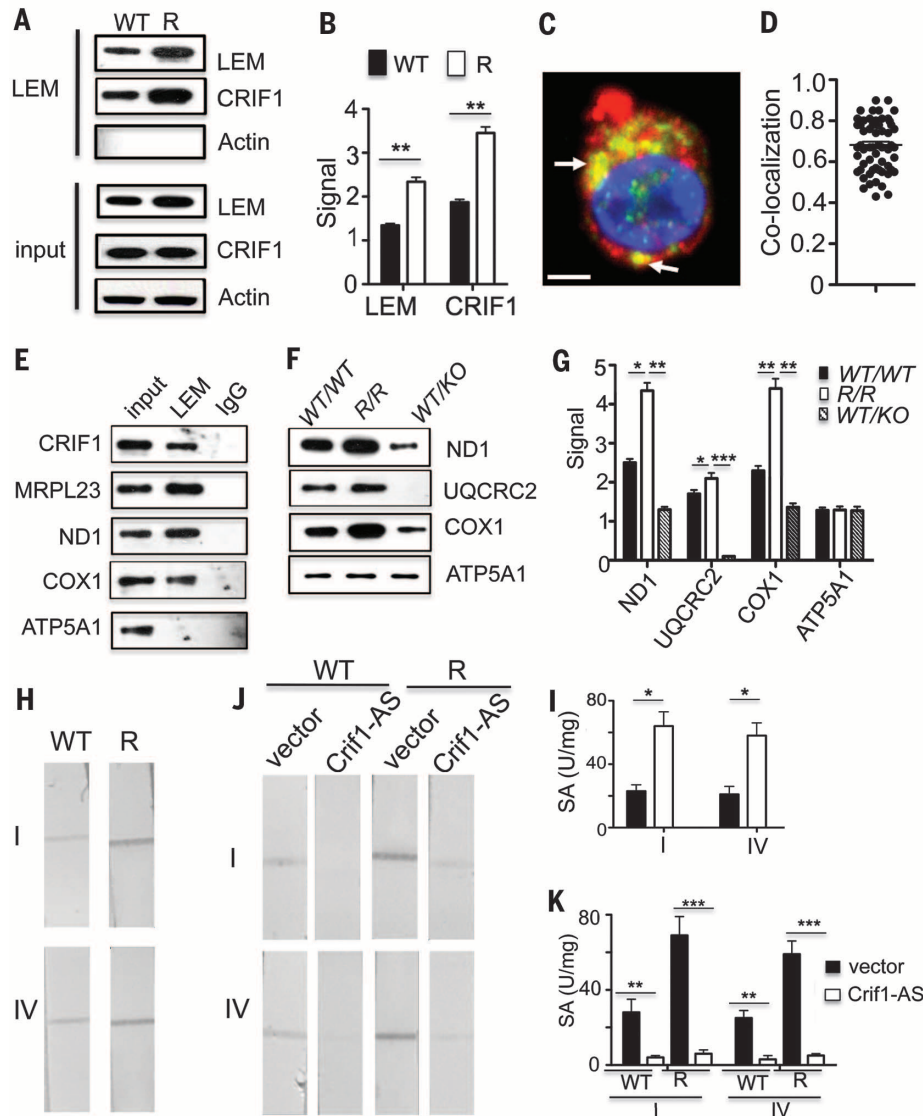 A
WT R
LEM
LEM
CRIF1
Actin
input
LEM
CRIF1
Actin
B
WT R
Signal
4
3
2
1
0
** **
LEM CRIF1
C
D
Co-localization
1.0
0.8
0.6
0.4
0.2
0
E
input LEM IgG
CRIF1
MRPL23
ND1
COX1
ATP5A1
F
WT/WT R/R WT/KO
ND1
UQCRC2
COX1
ATP5A1
G
Signal
5
4
2
1
0
* ** * *** ** **
WT/WT
R/R
WT/KO
ND1 UQCRC2 COX1 ATP5A1
H
WT R
I
IV
J
WT R
vector Crif1-AS vector Crif1-AS
I
IV
I
SA (U/mg)
80
40
0
* *
I IV
K
SA (U/mg)
80
40
0
** *** ** ***
vector
Crif1-AS
WT R WT R
I IV